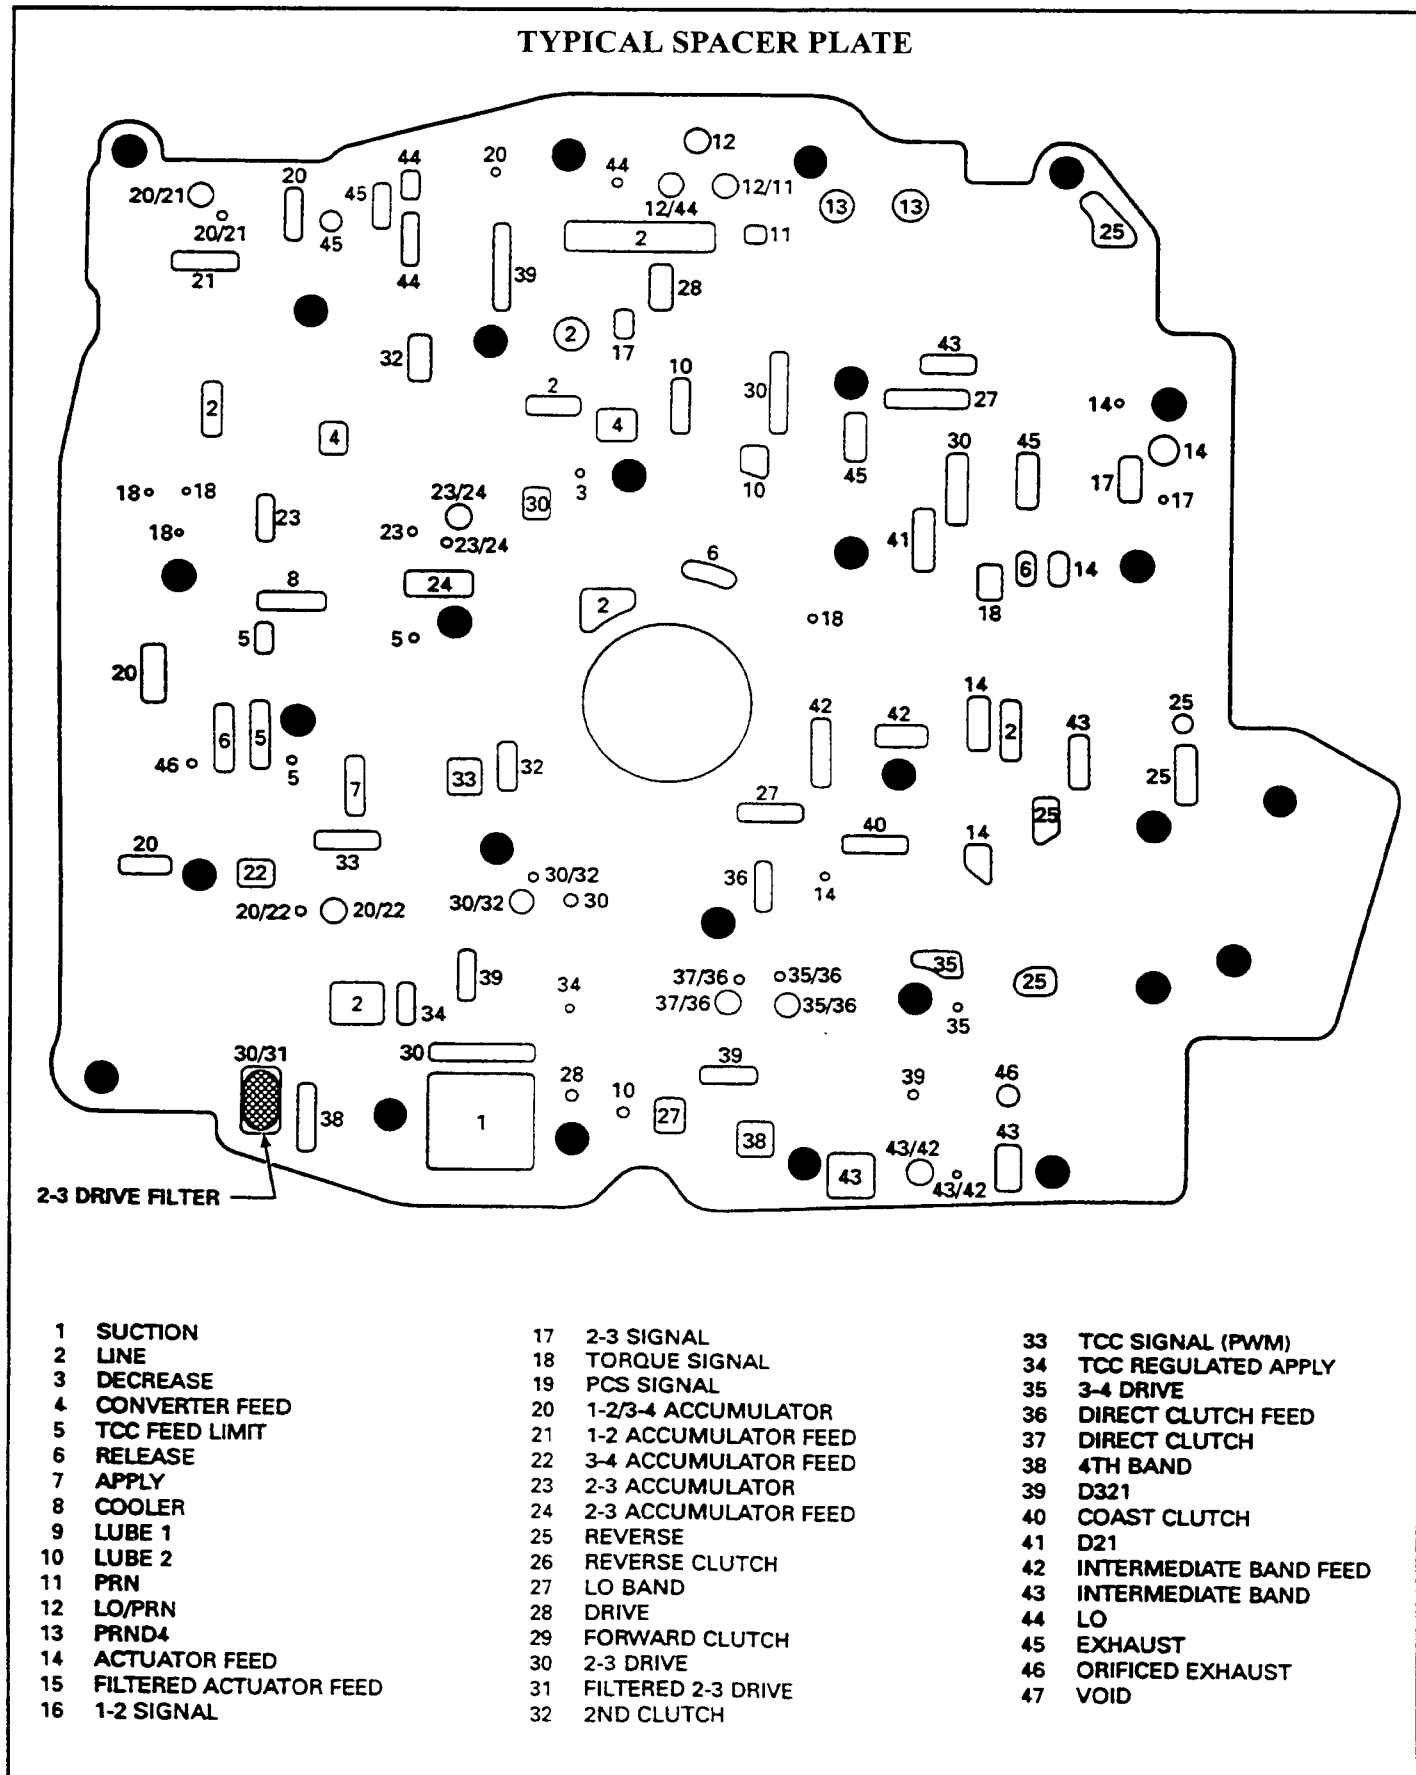 TYPICAL SPACER PLATE
12
44
20
44
20
45
12/11
20/21
12/44
13
13
20/21
45
2
11
25
21
44
39
28
2
17
32
43
10
30
2
27
14
2
4
4
30
45
14
45
10
17
18
18
23/24
3
17
23
30
18
23
23/24
41
6
8
24
6
14
2
18
5
5
18
20
14
25
42
42
43
2
6
5
46
5
33
32
25
7
27
25
20
33
40
14
22
30/32
36
14
20/22
20/22
30/32
30
35
39
37/36
35/36
25
34
2
34
37/36
35/36
35
30/31
30
39
28
39
46
10
38
1
27
38
43/42
43
43
43/42
2-3 DRIVE FILTER
1 SUCTION
2 LINE
3 DECREASE
4 CONVERTER FEED
5 TCC FEED LIMIT
6 RELEASE
7 APPLY
8 COOLER
9 LUBE 1
10 LUBE 2
11 PRN
12 LO/PRN
13 PRND4
14 ACTUATOR FEED
15 FILTERED ACTUATOR FEED
16 1-2 SIGNAL
17 2-3 SIGNAL
18 TORQUE SIGNAL
19 PCS SIGNAL
20 1-2/3-4 ACCUMULATOR
21 1-2 ACCUMULATOR FEED
22 3-4 ACCUMULATOR FEED
23 2-3 ACCUMULATOR
24 2-3 ACCUMULATOR FEED
25 REVERSE
26 REVERSE CLUTCH
27 LO BAND
28 DRIVE
29 FORWARD CLUTCH
30 2-3 DRIVE
31 FILTERED 2-3 DRIVE
32 2ND CLUTCH
33 TCC SIGNAL (PWM)
34 TCC REGULATED APPLY
35 3-4 DRIVE
36 DIRECT CLUTCH FEED
37 DIRECT CLUTCH
38 4TH BAND
39 D321
40 COAST CLUTCH
41 D21
42 INTERMEDIATE BAND FEED
43 INTERMEDIATE BAND
44 LO
45 EXHAUST
46 ORIFICED EXHAUST
47 VOID